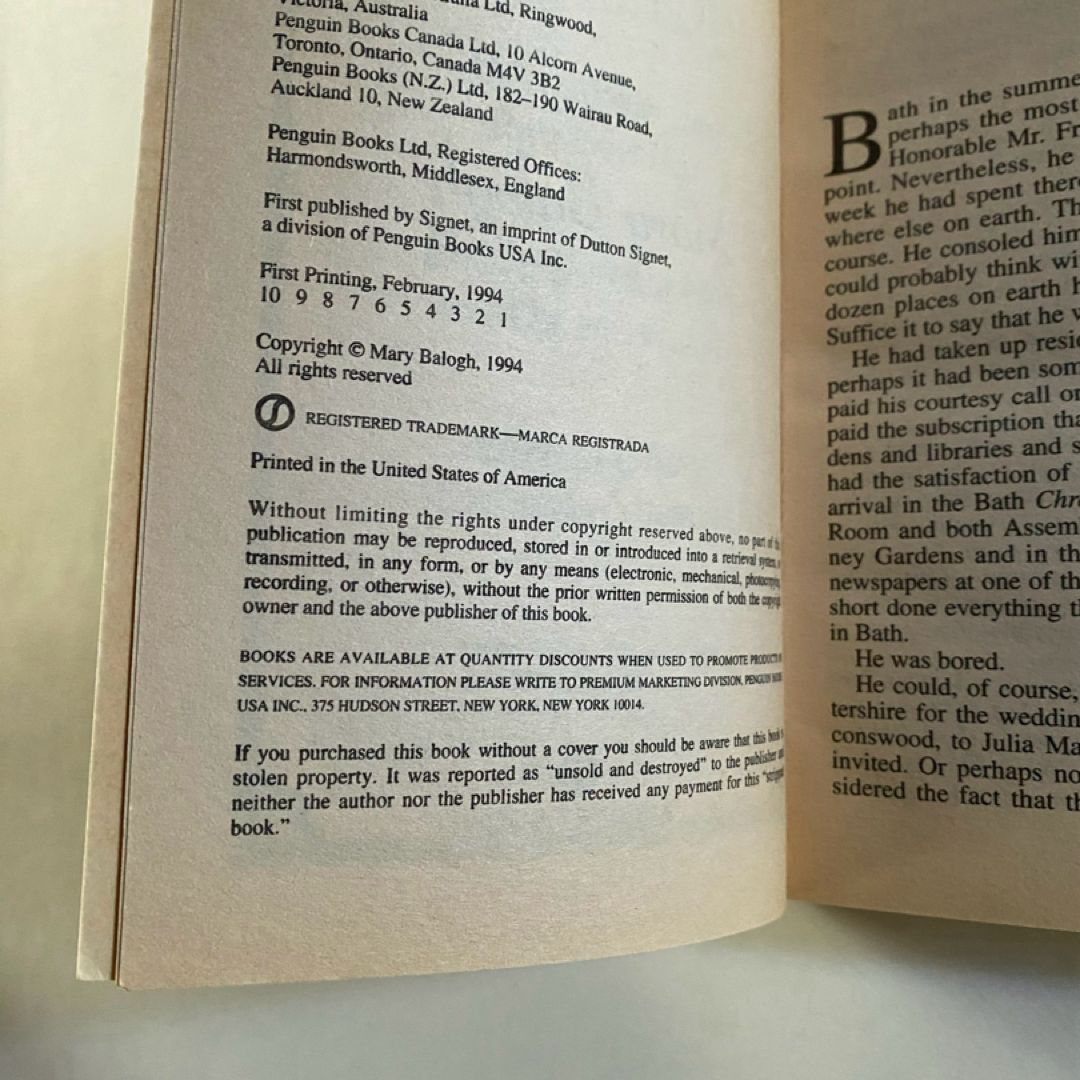 Ltd, Ringwood,
Victoria, Australia
Penguin Books Canada Ltd, 10 Alcorn Avenue,
Toronto, Ontario, Canada M4V 3B2
Penguin Books (N.Z.) Ltd, 182–190 Wairau Road,
Auckland 10, New Zealand
Penguin Books Ltd, Registered Offices:
Harmondsworth, Middlesex, England
First published by Signet, an imprint of Dutton Signet,
a division of Penguin Books USA Inc.
First Printing, February, 1994
10 9 8 7 6 5 4 3 2 1
Copyright © Mary Balogh, 1994
All rights reserved
REGISTERED TRADEMARK—MARCA REGISTRADA
Printed in the United States of America
Without limiting the rights under copyright reserved above, no part of this
publication may be reproduced, stored in or introduced into a retrieval system,
transmitted, in any form, or by any means (electronic, mechanical, photocopying
recording, or otherwise), without the prior written permission of both the
owner and the above publisher of this book.
BOOKS ARE AVAILABLE AT QUANTITY DISCOUNTS WHEN USED TO PROMOTE
SERVICES. FOR INFORMATION PLEASE WRITE TO PREMIUM MARKETING DIVISION, PENGUIN
USA INC., 375 HUDSON STREET, NEW YORK, NEW YORK 10014.
If you purchased this book without a cover you should be aware that this book
stolen property. It was reported as “unsold and destroyed” to the publisher
neither the author nor the publisher has received any payment for this
book.”
Bath in the summe
perhaps the most
Honorable Mr. Fr
point. Nevertheless, he
week he had spent there
where else on earth. Th
course. He consoled him
could probably think wi
dozen places on earth h
Suffice it to say that he
He had taken up resid
perhaps it had been som
paid his courtesy call or
paid the subscription tha
dens and libraries and s
had the satisfaction of
arrival in the Bath Chr
Room and both Assem
ney Gardens and in th
newspapers at one of th
short done everything th
in Bath.
He was bored.
He could, of course,
tershire for the weddin
conswood, to Julia Ma
invited. Or perhaps no
sidered the fact that th